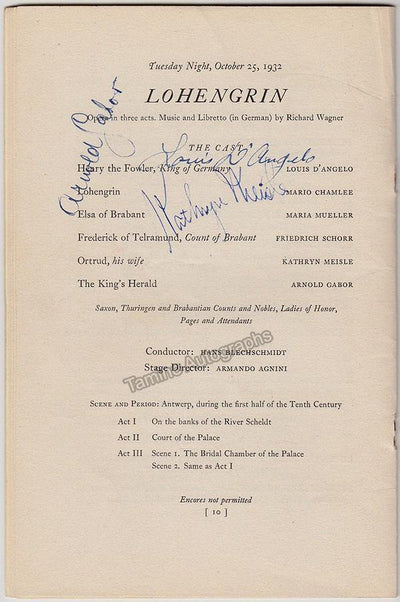 Tuesday Night, October 25, 1932
LOHENGRIN
Opera in three acts. Music and Libretto (in German) by Richard Wagner
Arnold Gabor
THE CAST
Louis D'Angelo
Henry the Fowler, King of Germany LOUIS D'ANGELO
Kathryn Meisle
Lohengrin MARIO CHAMLEE
Elsa of Brabant MARIA MUELLER
Frederick of Telramund, Count of Brabant FRIEDRICH SCHORR
Ortrud, his wife KATHRYN MEISLE
The King's Herald ARNOLD GABOR
Saxon, Thuringen and Brabantian Counts and Nobles, Ladies of Honor,
Pages and Attendants
Conductor: HANS BLECHSCHMIDT
Stage Director: ARMANDO AGNINI
Tamino Autographs
SCENE AND PERIOD: Antwerp, during the first half of the Tenth Century
Act I On the banks of the River Scheldt
Act II Court of the Palace
Act III Scene 1. The Bridal Chamber of the Palace
Scene 2. Same as Act I
Encores not permitted
[ 10 ]